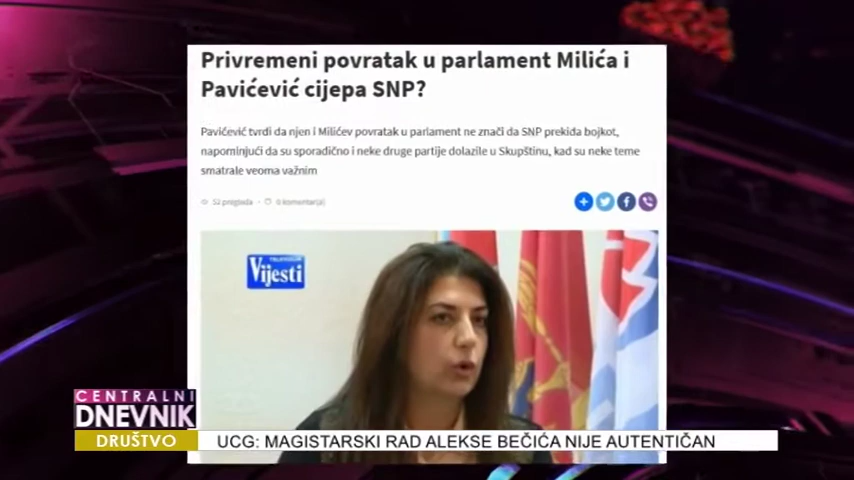 Privremeni povratak u parlament Milića i
Pavićević cijepa SNP?
Pavićević tvrdi da njen i Milićev povratak u parlament ne znači da SNP prekida bojkot,
napominjući da su sporadično i neke druge partije dolazile u Skupštinu, kad su neke teme
smatrale veoma važnim
52 pregleda 0 komentar(a)
TELEVIZIJA
Vijesti
CENTRALNI
DNEVNIK
DRUŠTVO
UCG: MAGISTARSKI RAD ALEKSE BEČIĆA NIJE AUTENTIČAN